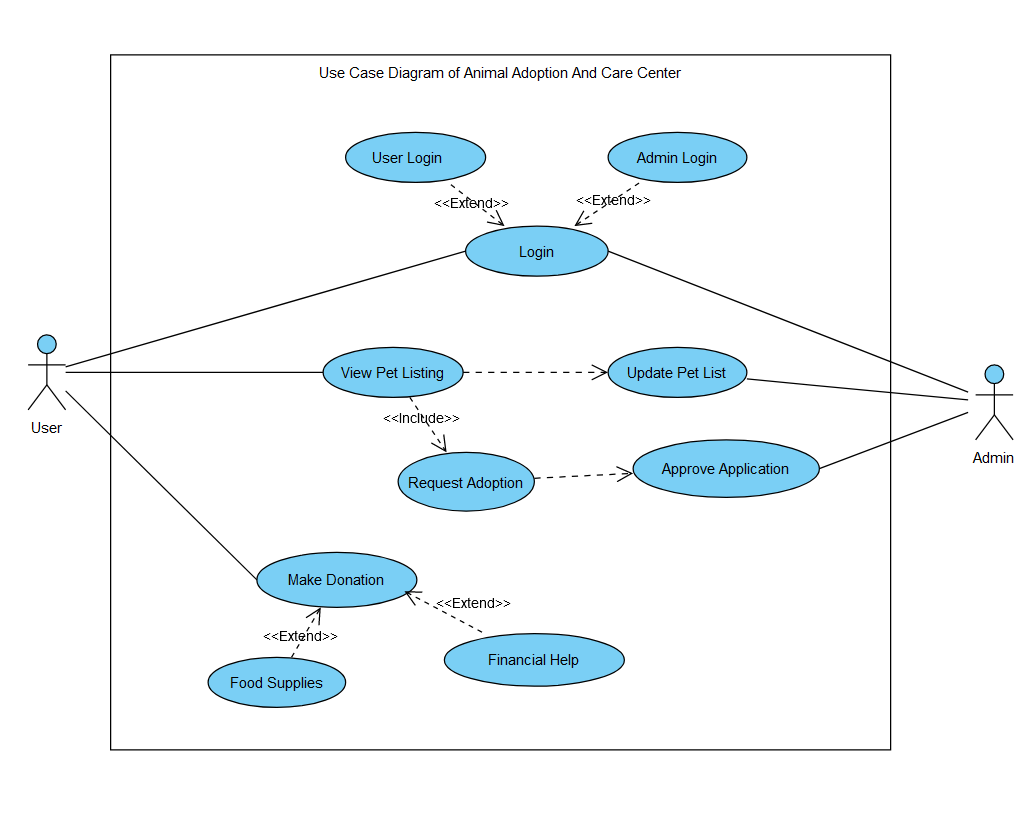 Use Case Diagram of Animal Adoption And Care Center
User Login
Admin Login
<<Extend>>
<<Extend>>
Login
View Pet Listing
Update Pet List
<<Include>>
User
Admin
Request Adoption
Approve Application
Make Donation
<<Extend>>
<<Extend>>
Financial Help
Food Supplies